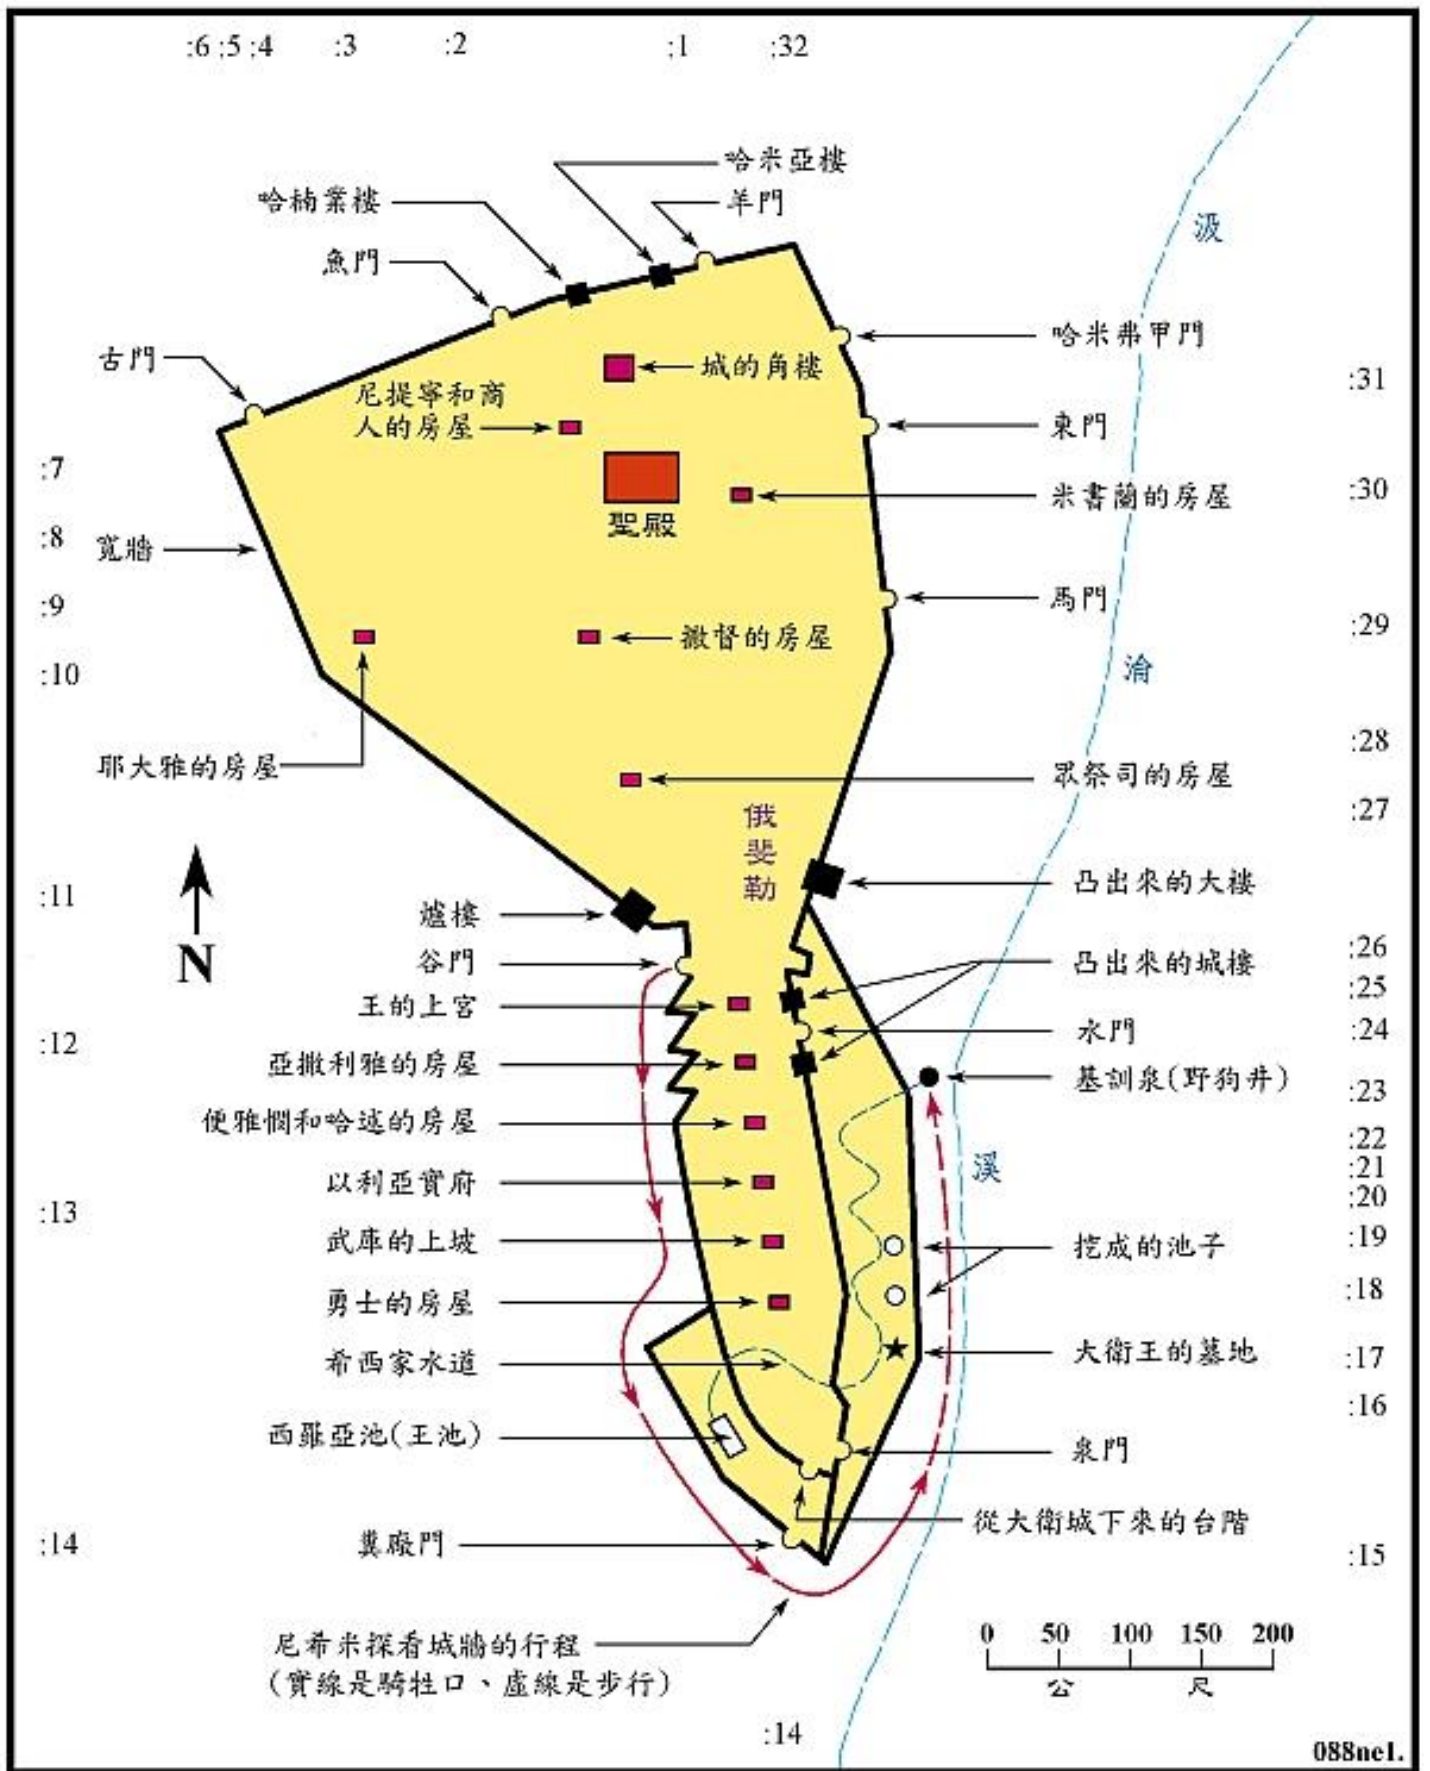 :6 ;5 ;4 :3 :2 ;1 ;32
哈米亞樓
哈楠業樓
羊門
汲
魚門
哈米弗甲門
古門
城的角樓
:31
尼提寧和商
人的房屋
東門
:7
:30
米書蘭的房屋
聖殿
:8
寬牆
馬門
:9
:29
撒督的房屋
:10
淪
:28
耶大雅的房屋
眾祭司的房屋
:27
俄斐勒
:11
凸出來的大樓
爐樓
N
:26
谷門
凸出來的城樓
:25
王的上宮
水門
:24
:12
亞撒利雅的房屋
基訓泉(野狗井)
:23
便雅憫和哈述的房屋
:22
溪
:21
以利亞實府
:20
:13
武庫的上坡
挖成的池子
:19
:18
勇士的房屋
希西家水道
大衛王的墓地
:17
:16
西羅亞池(王池)
泉門
從大衛城下來的台階
:14
糞廠門
:15
尼希米探看城牆的行程
(實線是騎牲口、虛線是步行)
0 50 100 150 200
公 尺
:14
088ne1.